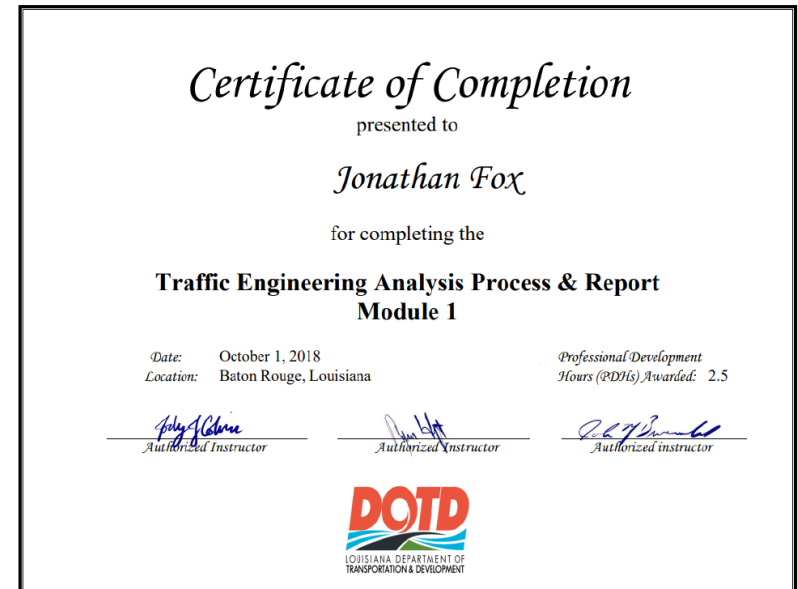 Certificate of Completion
presented to
Jonathan Fox
for completing the
Traffic Engineering Analysis Process & Report
Module 1
Date: October 1, 2018
Location: Baton Rouge, Louisiana
Professional Development
Hours (PDHs) Awarded: 2.5
Authorized Instructor
Authorized Instructor
Authorized instructor
DOTD
LOUISIANA DEPARTMENT OF
TRANSPORTATION & DEVELOPMENT